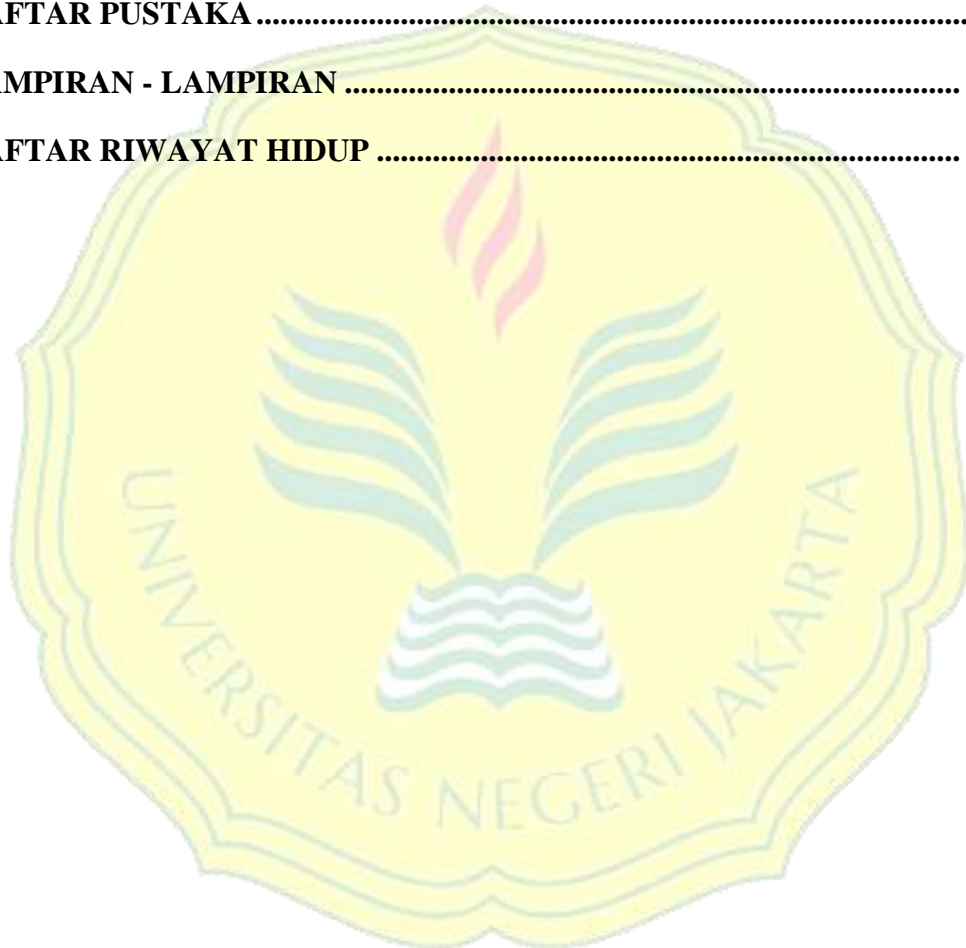 AFTAR PUSTAKA........................................................................................
AMPIRAN - LAMPIRAN .............................................................................
AFTAR RIWAYAT HIDUP .........................................................................
UNIVERSITAS NEGERI JAKARTA